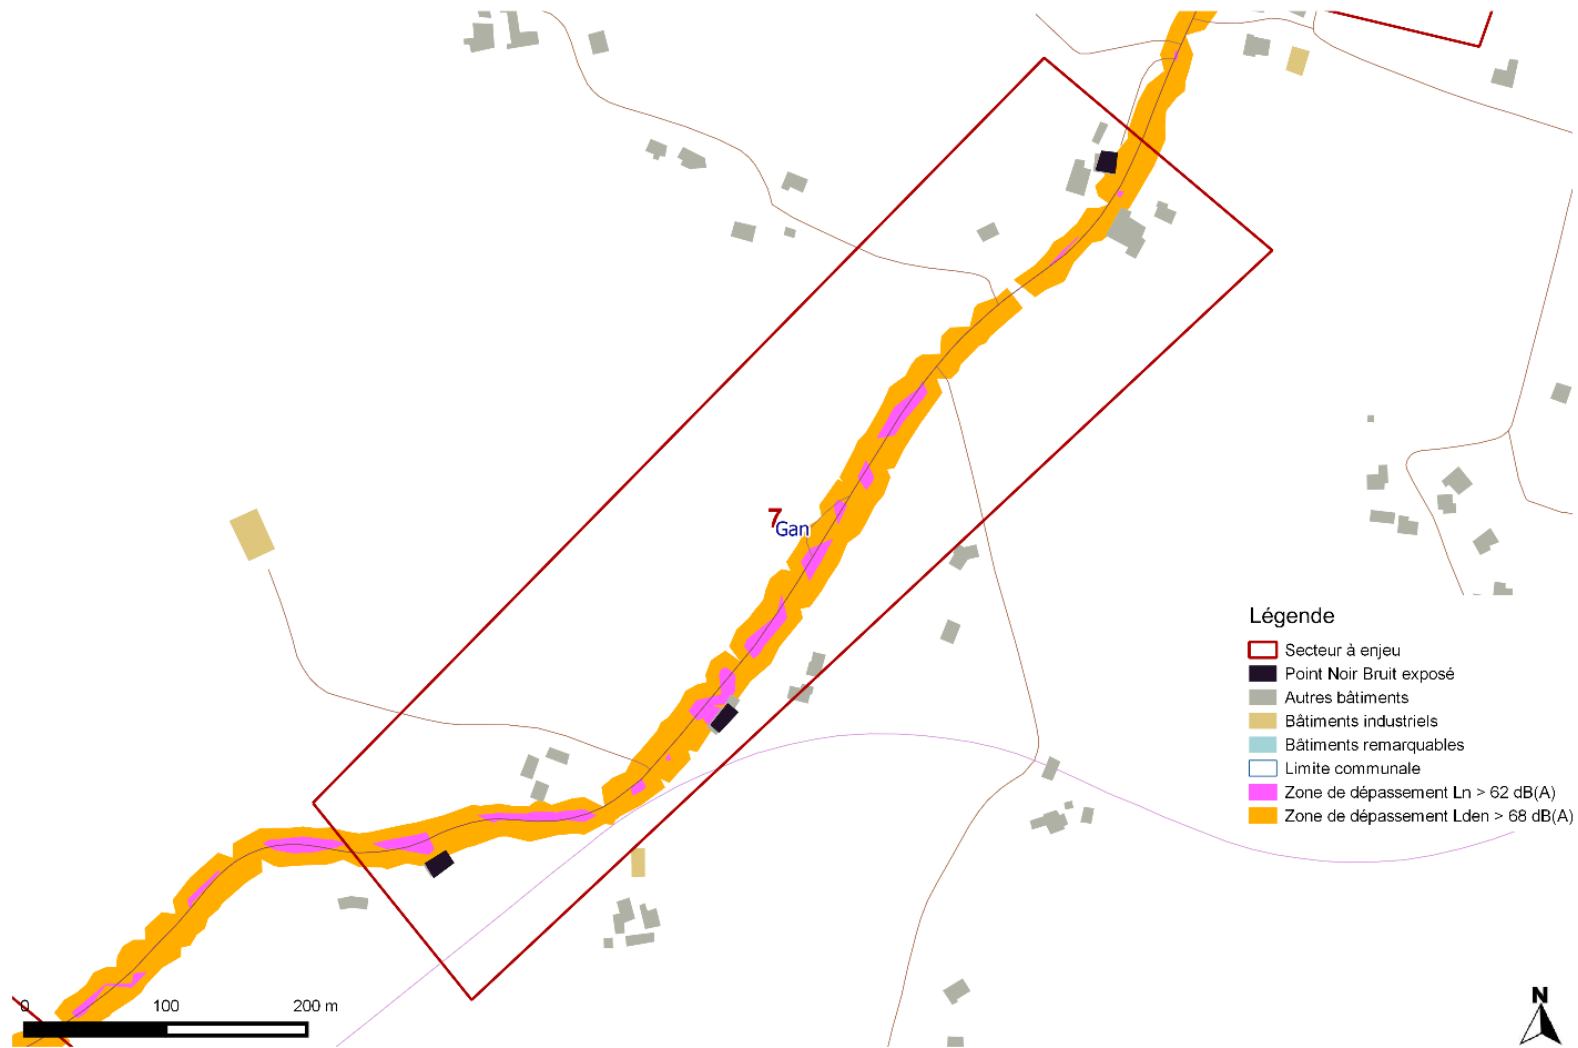 7
Gan
Légende
Secteur à enjeu
Point Noir Bruit exposé
Autres bâtiments
Bâtiments industriels
Bâtiments remarquables
Limite communale
Zone de dépassement Ln > 62 dB(A)
Zone de dépassement Lden > 68 dB(A)
0 100 200 m
N